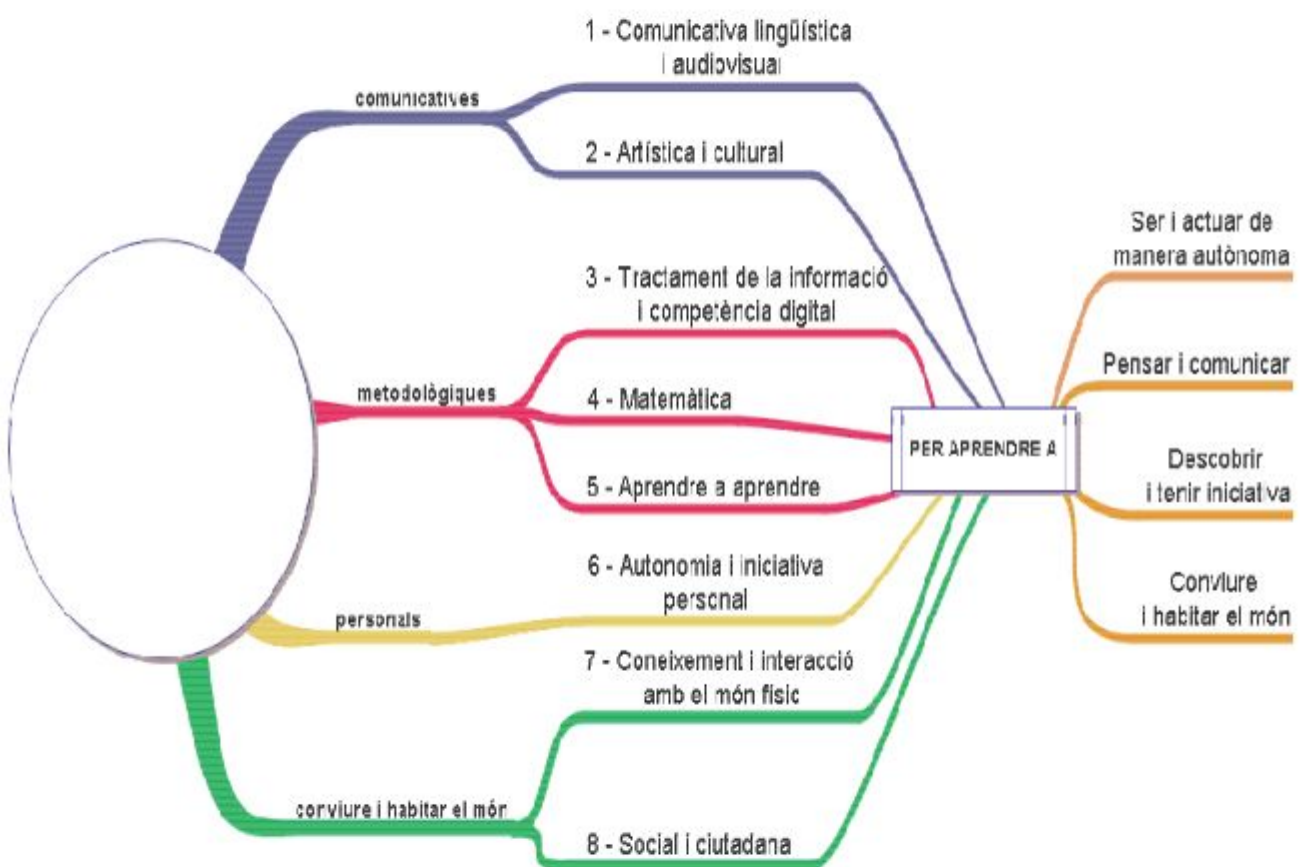 comunicatives
1 - Comunicativa lingüística
i audiovisual
2 - Artística i cultural
metodològiques
3 - Tractament de la informació
i competència digital
4 - Matemàtica
5 - Aprendre a aprendre
personals
6 - Autonomia i iniciativa
personal
conviure i habitar el món
7 - Coneixement i interacció
amb el món físic
8 - Social i ciutadana
PER APRENDRE A
Ser i actuar de
manera autònoma
Pensar i comunicar
Descobrir
i tenir iniciativa
Conviure
i habitar el món